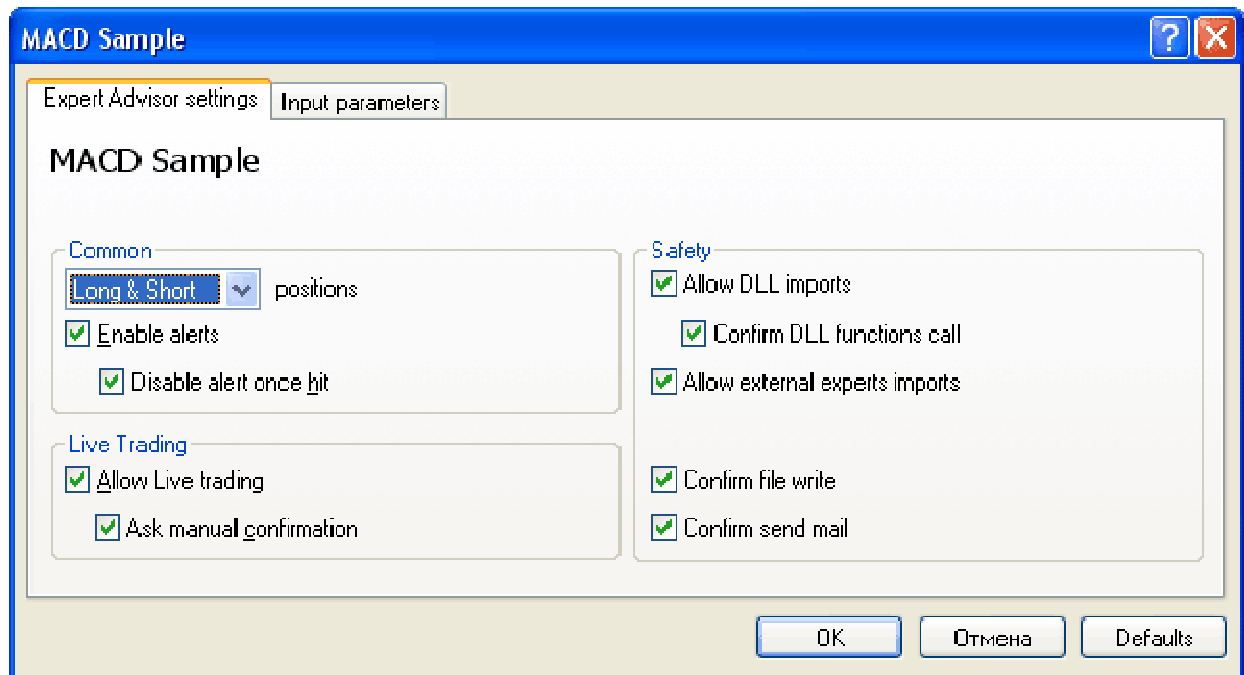 MACD Sample
Expert Advisor settings
Input parameters
MACD Sample
Common
Long & Short positions
Enable alerts
Disable alert once hit
Live Trading
Allow Live trading
Ask manual confirmation
Safety
Allow DLL imports
Confirm DLL functions call
Allow external experts imports
Confirm file write
Confirm send mail
OK
Отмена
Defaults